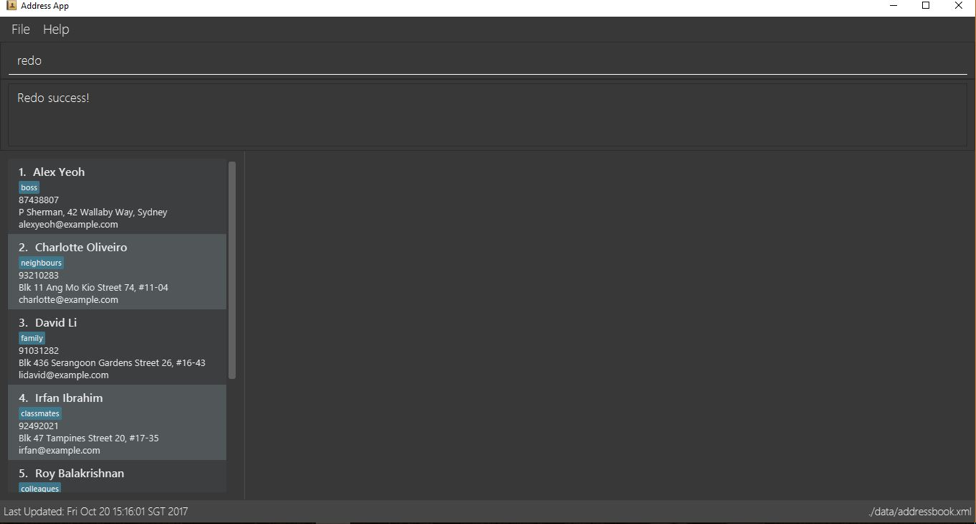 Address App
File Help
redo
Redo success!
1. Alex Yeoh
boss
87438807
P Sherman, 42 Wallaby Way, Sydney
alexyeoh@example.com
2. Charlotte Oliveiro
neighbours
93210283
Blk 11 Ang Mo Kio Street 74, #11-04
charlotte@example.com
3. David Li
family
91031282
Blk 436 Serangoon Gardens Street 26, #16-43
lidavid@example.com
4. Irfan Ibrahim
classmates
92492021
Blk 47 Tampines Street 20, #17-35
irfan@example.com
5. Roy Balakrishnan
colleagues
Last Updated: Fri Oct 20 15:16:01 SGT 2017
./data/addressbook.xml